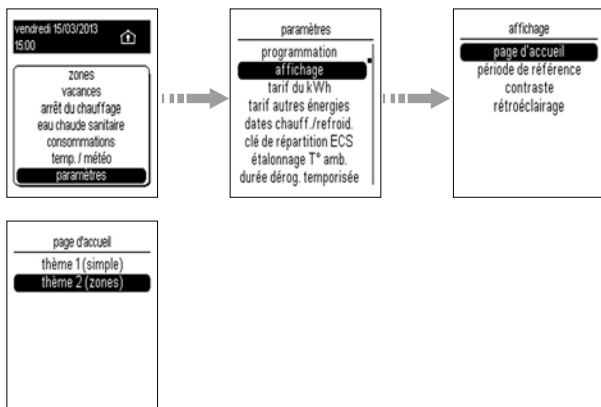 vendredi 15/03/2013
15:00
zones
vacances
arrêt du chauffage
eau chaude sanitaire
consommations
temp. / météo
paramètres
paramètres
programmation
affichage
tarif du kWh
tarif autres énergies
dates chauff./refroid.
clé de répartition ECS
étalonnage T° amb.
durée dérog. temporisée
affichage
page d'accueil
période de référence
contraste
rétroéclairage
page d'accueil
thème 1 (simple)
thème 2 (zones)